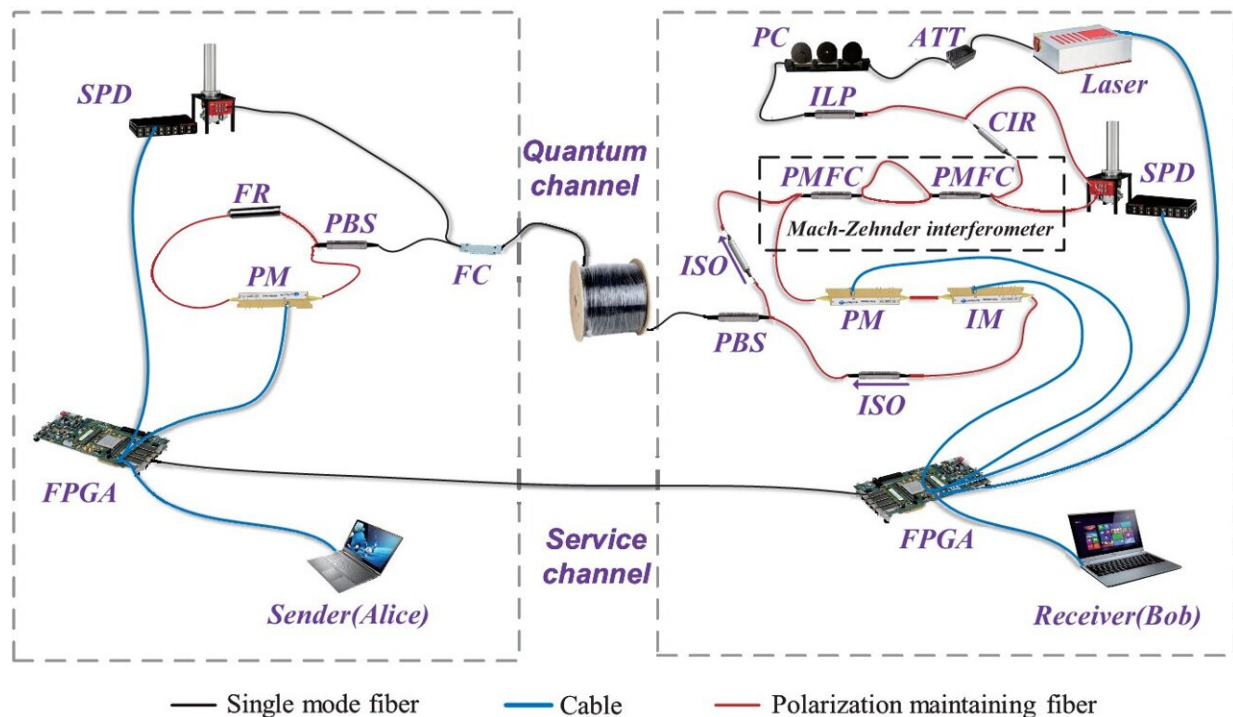 PC
ATT
Laser
SPD
ILP
CIR
Quantum
channel
PMFC
PMFC
SPD
FR
PBS
Mach-Zehnder interferometer
FC
ISO
PM
PM
IM
PBS
ISO
FPGA
FPGA
Service
channel
Sender(Alice)
Receiver(Bob)
Single mode fiber
Cable
Polarization maintaining fiber